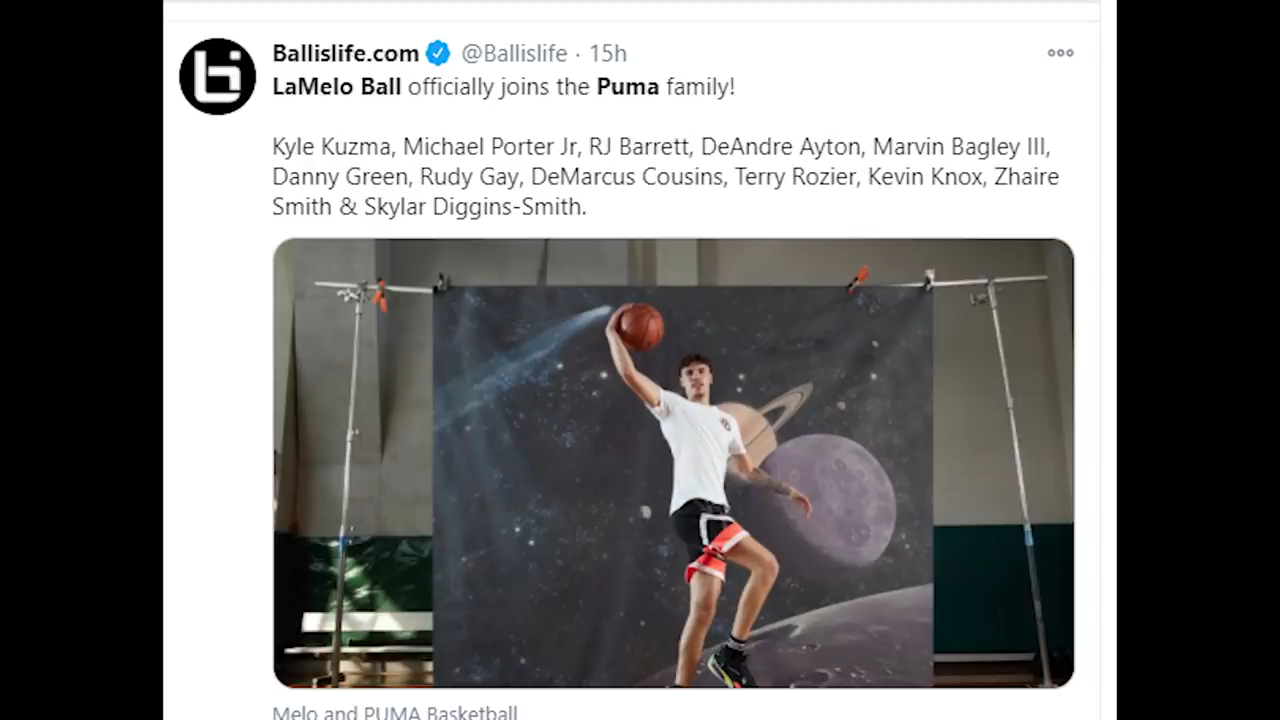 Ballislife.com @Ballislife · 15h
LaMelo Ball officially joins the Puma family!
Kyle Kuzma, Michael Porter Jr, RJ Barrett, DeAndre Ayton, Marvin Bagley III,
Danny Green, Rudy Gay, DeMarcus Cousins, Terry Rozier, Kevin Knox, Zhaire
Smith & Skylar Diggins-Smith.
Melo and PUMA Basketball